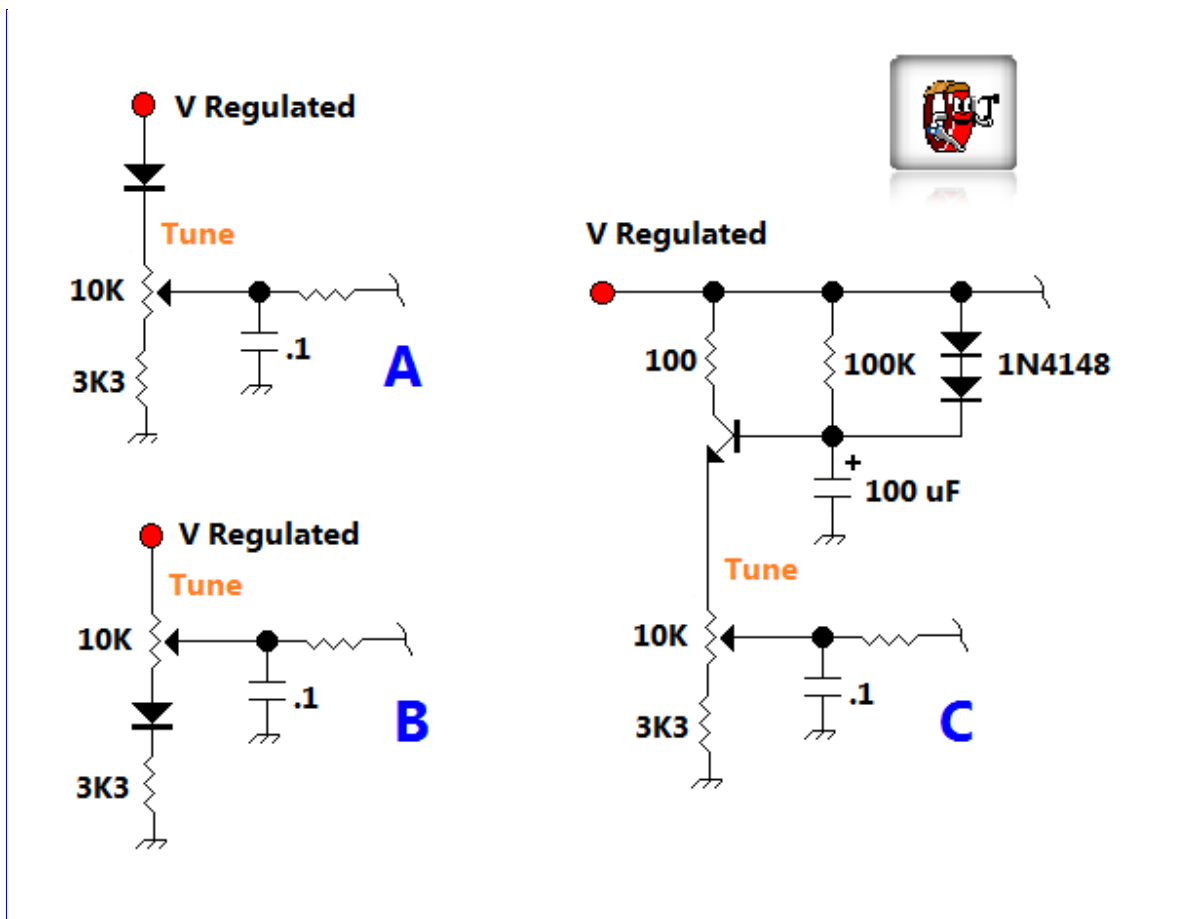 V Regulated
Tune
10K
.1
3K3
A
V Regulated
Tune
10K
.1
3K3
B
V Regulated
100
100K
1N4148
+
100 uF
Tune
10K
.1
3K3
C